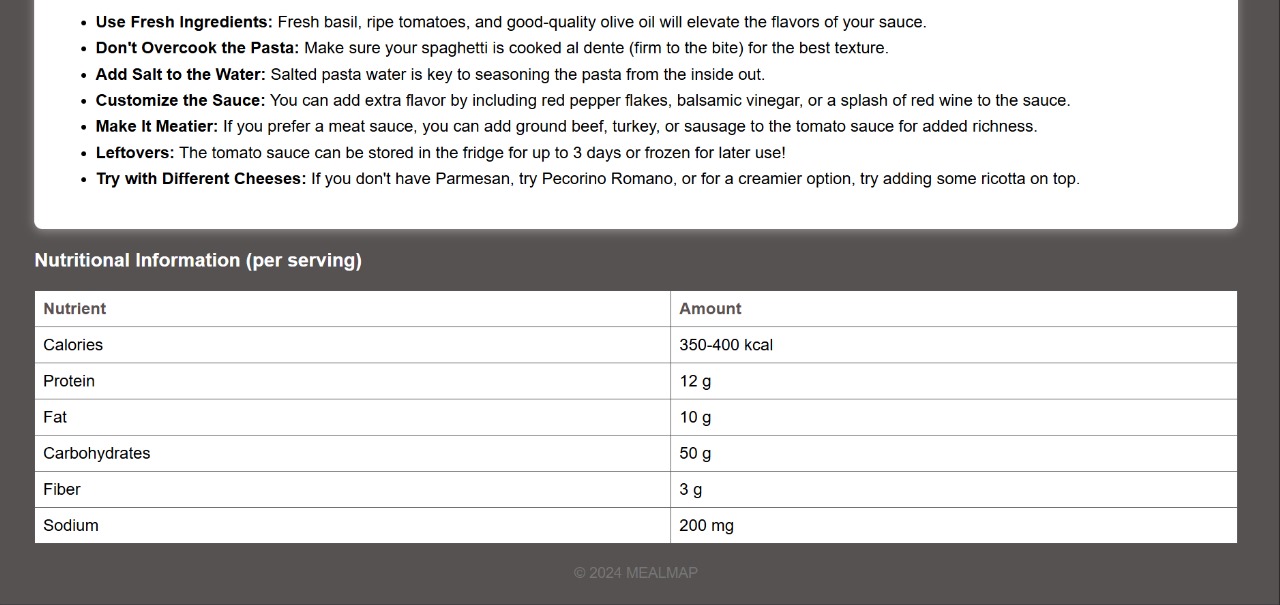 Use Fresh Ingredients: Fresh basil, ripe tomatoes, and good-quality olive oil will elevate the flavors of your sauce.
Don't Overcook the Pasta: Make sure your spaghetti is cooked al dente (firm to the bite) for the best texture.
Add Salt to the Water: Salted pasta water is key to seasoning the pasta from the inside out.
Customize the Sauce: You can add extra flavor by including red pepper flakes, balsamic vinegar, or a splash of red wine to the sauce.
Make It Meatier: If you prefer a meat sauce, you can add ground beef, turkey, or sausage to the tomato sauce for added richness.
Leftovers: The tomato sauce can be stored in the fridge for up to 3 days or frozen for later use!
Try with Different Cheeses: If you don't have Parmesan, try Pecorino Romano, or for a creamier option, try adding some ricotta on top.
Nutritional Information (per serving)
Nutrient Amount
Calories 350-400 kcal
Protein 12 g
Fat 10 g
Carbohydrates 50 g
Fiber 3 g
Sodium 200 mg
© 2024 MEALMAP